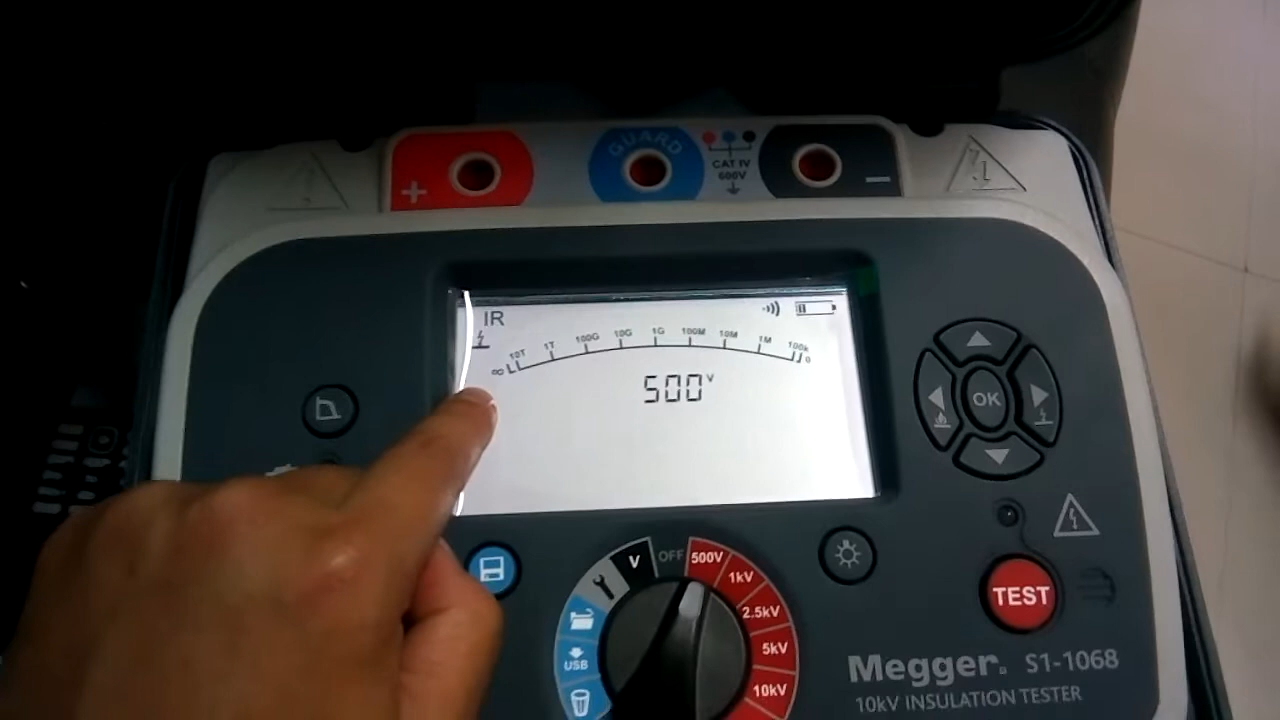 +
GUARD
CAT IV
600V
−
IR
∞ 10T 1T 100G 10G 1G 100M 10M 1M 100k 0
500 V
OK
V
OFF
500V
1kV
2.5kV
5kV
10kV
USB
TEST
Megger. S1-1068
10kV INSULATION TESTER